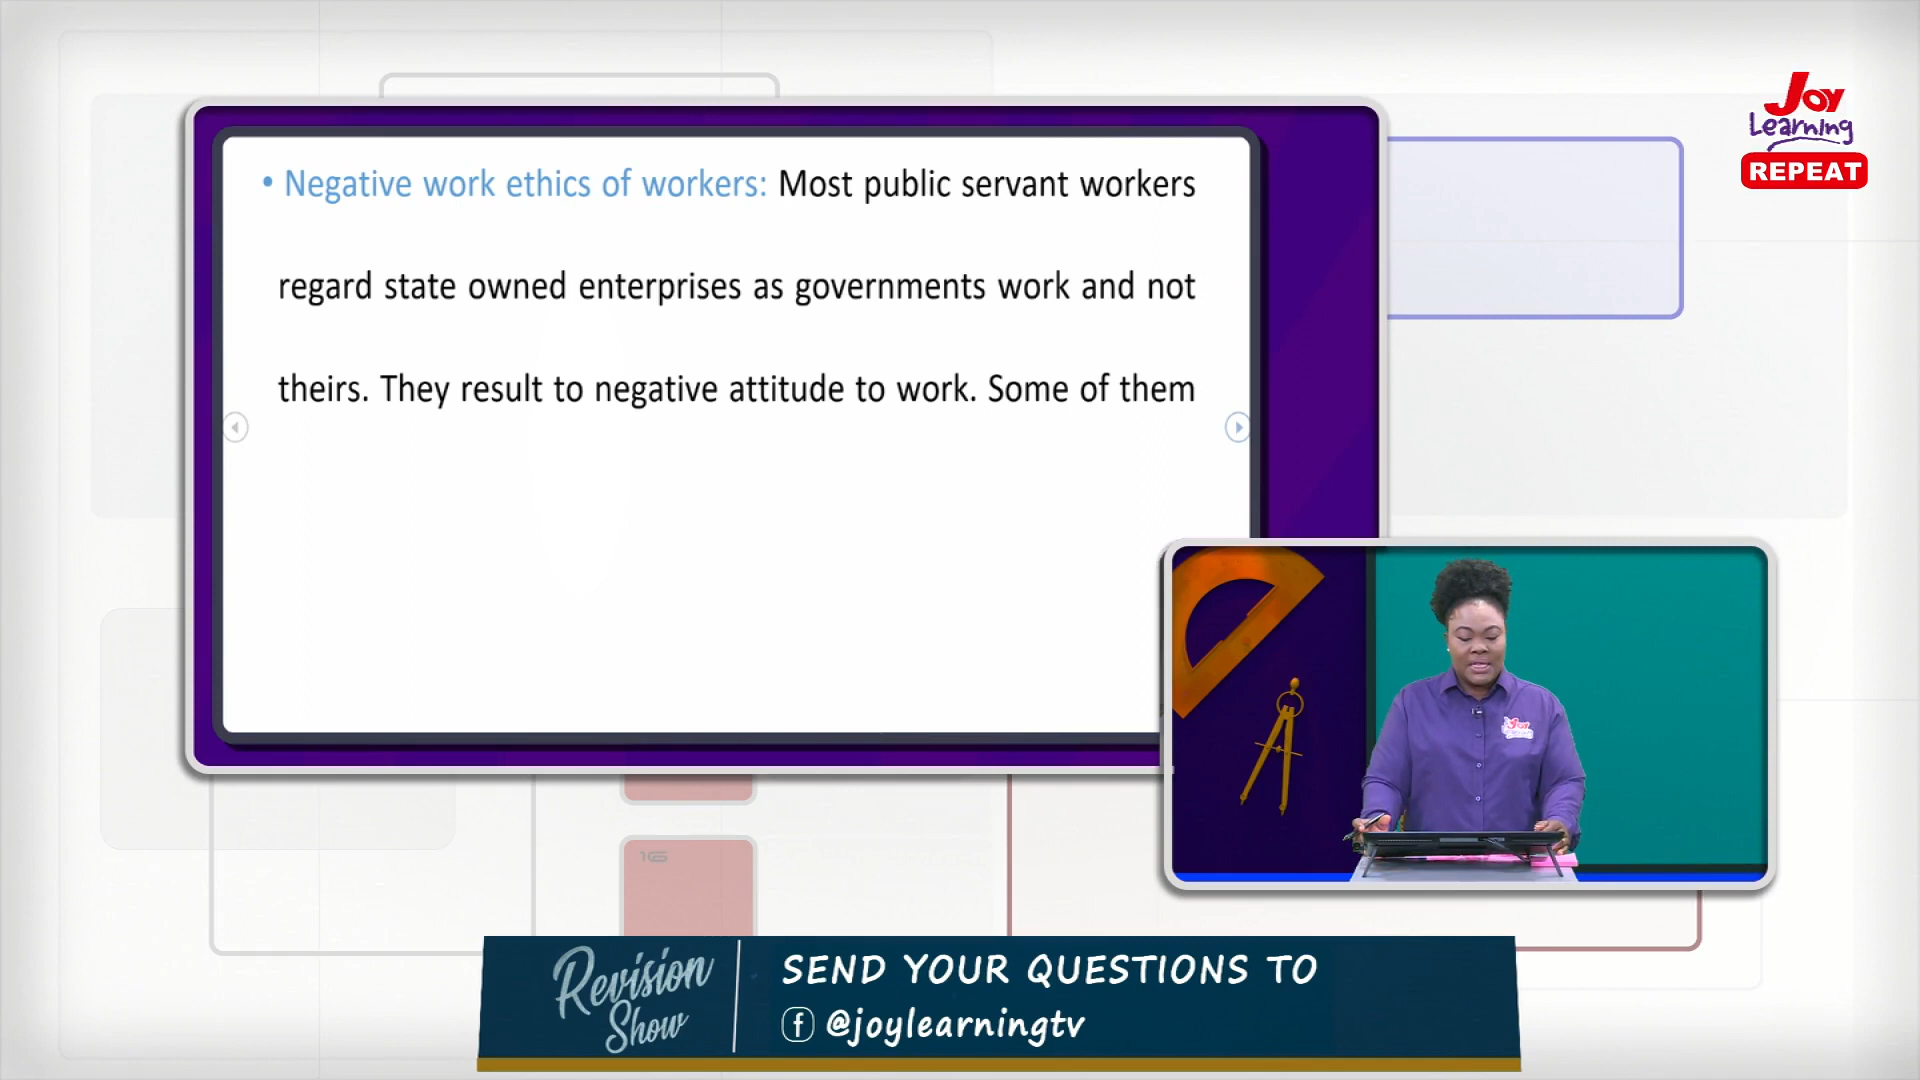 Joy
Learning
REPEAT
• Negative work ethics of workers: Most public servant workers
regard state owned enterprises as governments work and not
theirs. They result to negative attitude to work. Some of them
Joy
16
Revision
Show
SEND YOUR QUESTIONS TO
@joylearningtv